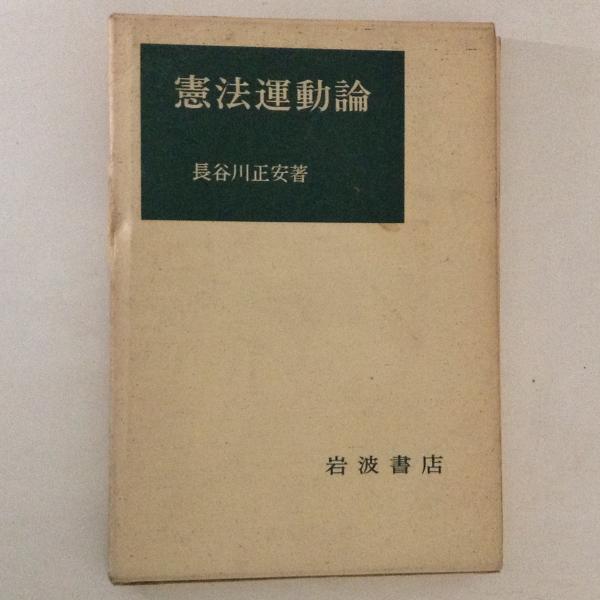 憲法運動論
長谷川正安著
岩波書店